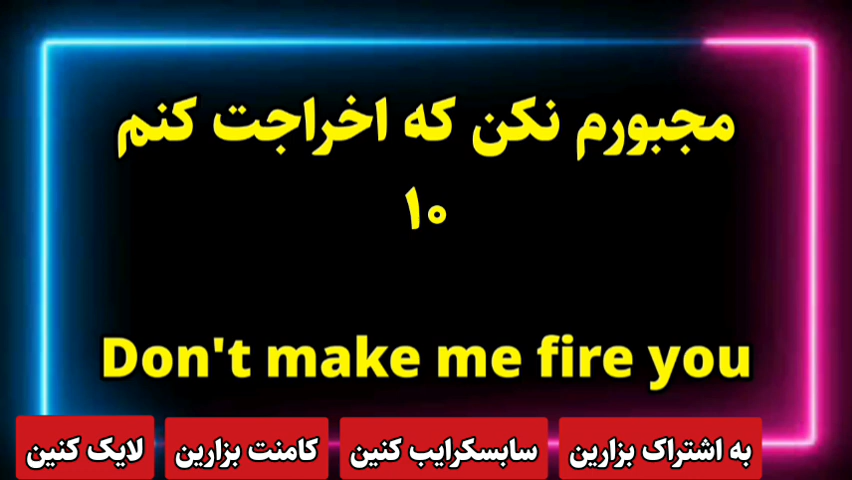 مجبورم نکن که اخراجت کنم
۱۰
Don't make me fire you
به اشتراک بزارین سابسکرایب کنین کامنت بزارین لایک کنین